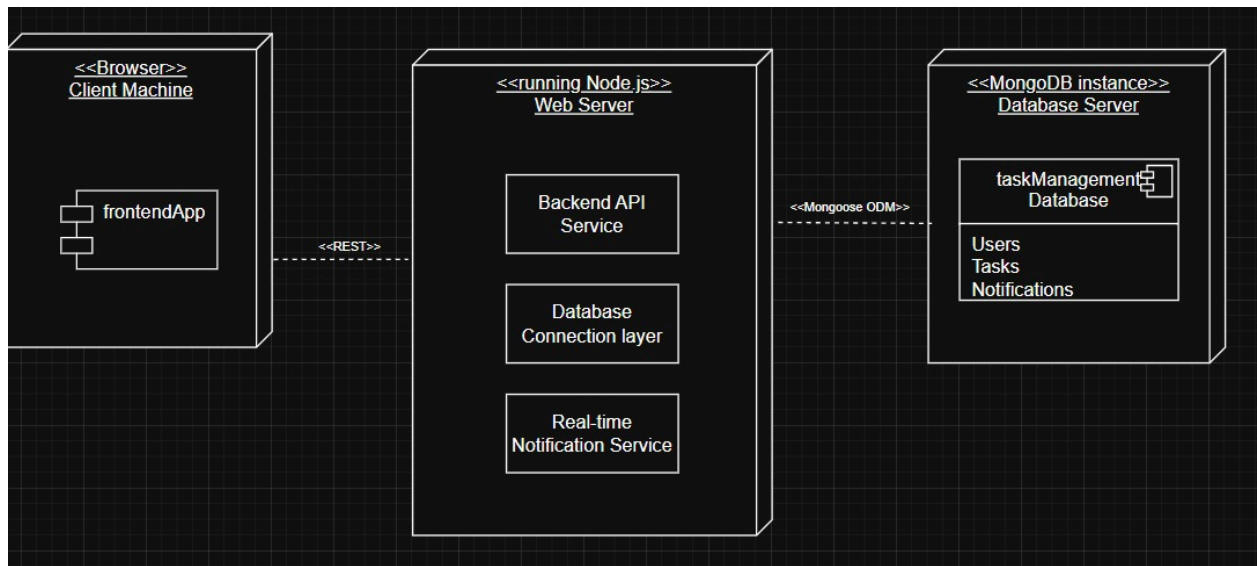 <<Browser>>
Client Machine
frontendApp
<<REST>>
<<running Node.js>>
Web Server
Backend API
Service
Database
Connection layer
Real-time
Notification Service
<<Mongoose ODM>>
<<MongoDB instance>>
Database Server
taskManagement
Database
Users
Tasks
Notifications